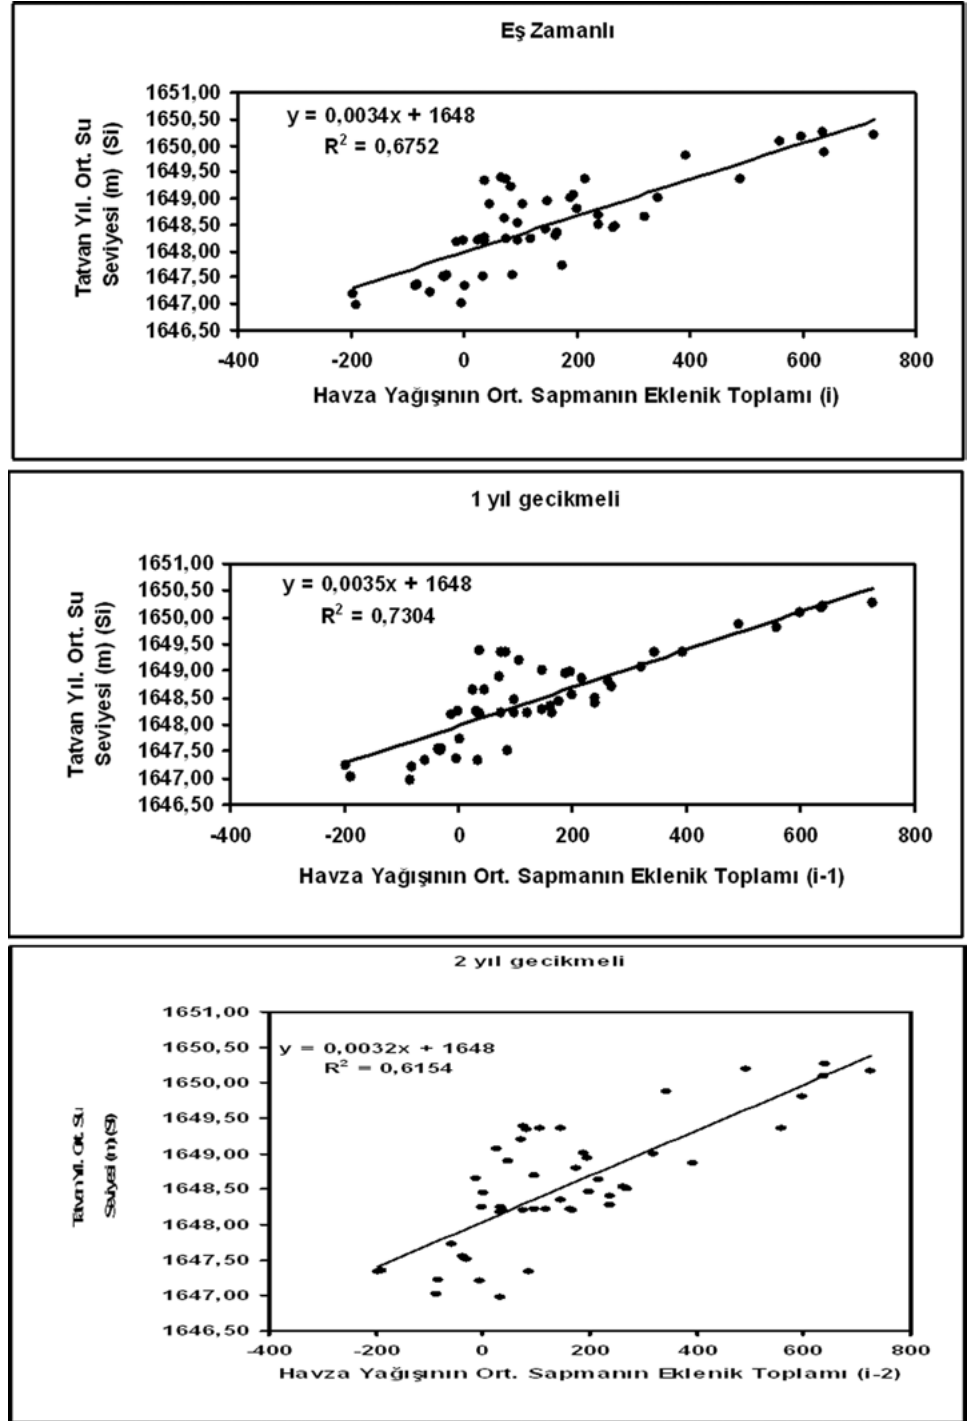 Eş Zamanlı
Tatvan Yıl. Ort. Su
Seviyesi (m) (Si)
1651,00
1650,50
1650,00
1649,50
1649,00
1648,50
1648,00
1647,50
1647,00
1646,50
y = 0,0034x + 1648
R² = 0,6752
-400 -200 0 200 400 600 800
Havza Yağışının Ort. Sapmanın Eklenik Toplamı (i)
1 yıl gecikmeli
Tatvan Yıl. Ort. Su
Seviyesi (m) (Si)
1651,00
1650,50
1650,00
1649,50
1649,00
1648,50
1648,00
1647,50
1647,00
1646,50
y = 0,0035x + 1648
R² = 0,7304
-400 -200 0 200 400 600 800
Havza Yağışının Ort. Sapmanın Eklenik Toplamı (i-1)
2 yıl gecikmeli
Tatvan Yıl. Ort. Su
Seviyesi (m) (Si)
1651,00
1650,50
1650,00
1649,50
1649,00
1648,50
1648,00
1647,50
1647,00
1646,50
y = 0,0032x + 1648
R² = 0,6154
-400 -200 0 200 400 600 800
Havza Yağışının Ort. Sapmanın Eklenik Toplamı (i-2)